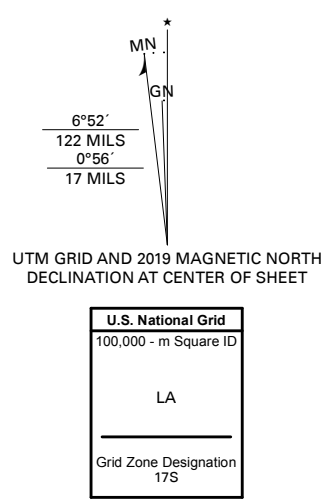 MN
GN
6°52´
122 MILS
0°56´
17 MILS
UTM GRID AND 2019 MAGNETIC NORTH
DECLINATION AT CENTER OF SHEET
U.S. National Grid
100,000 - m Square ID
LA
Grid Zone Designation
17S